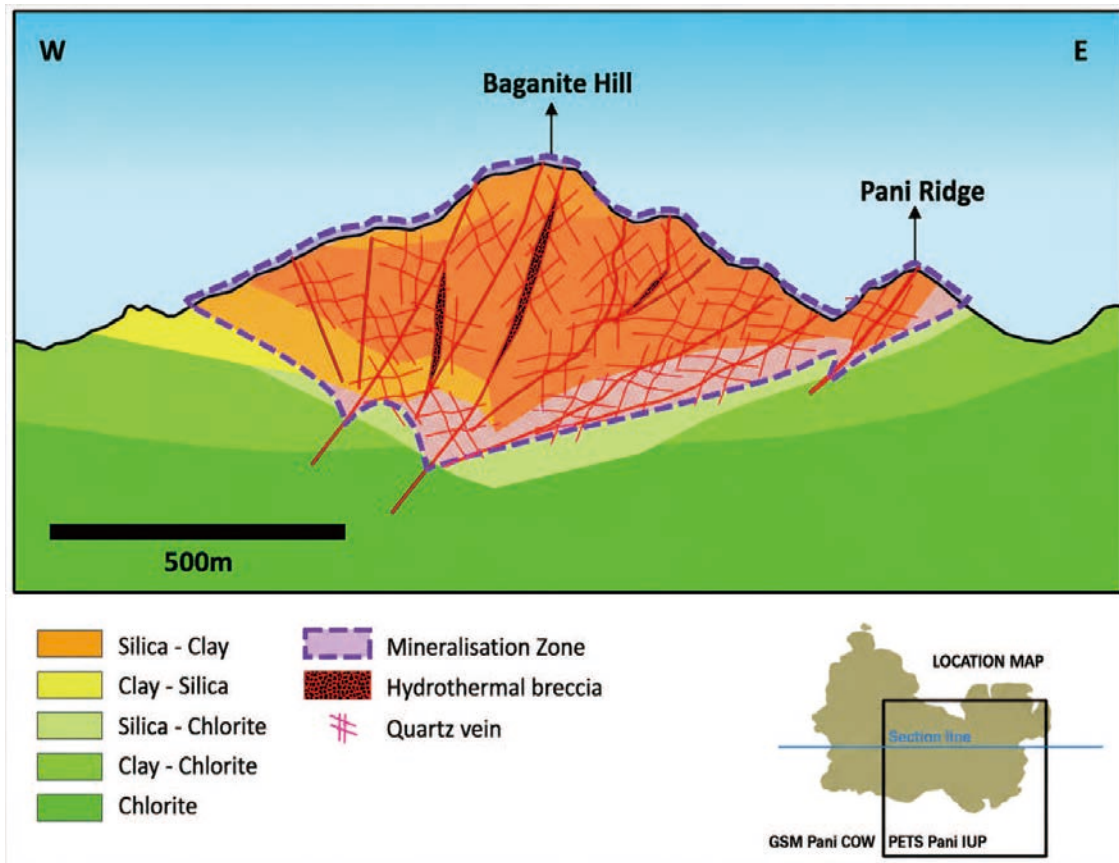 W
E
Baganite Hill
Pani Ridge
500m
Silica - Clay
Clay - Silica
Silica - Chlorite
Clay - Chlorite
Chlorite
Mineralisation Zone
Hydrothermal breccia
Quartz vein
LOCATION MAP
Section line
GSM Pani COW
PETS Pani IUP